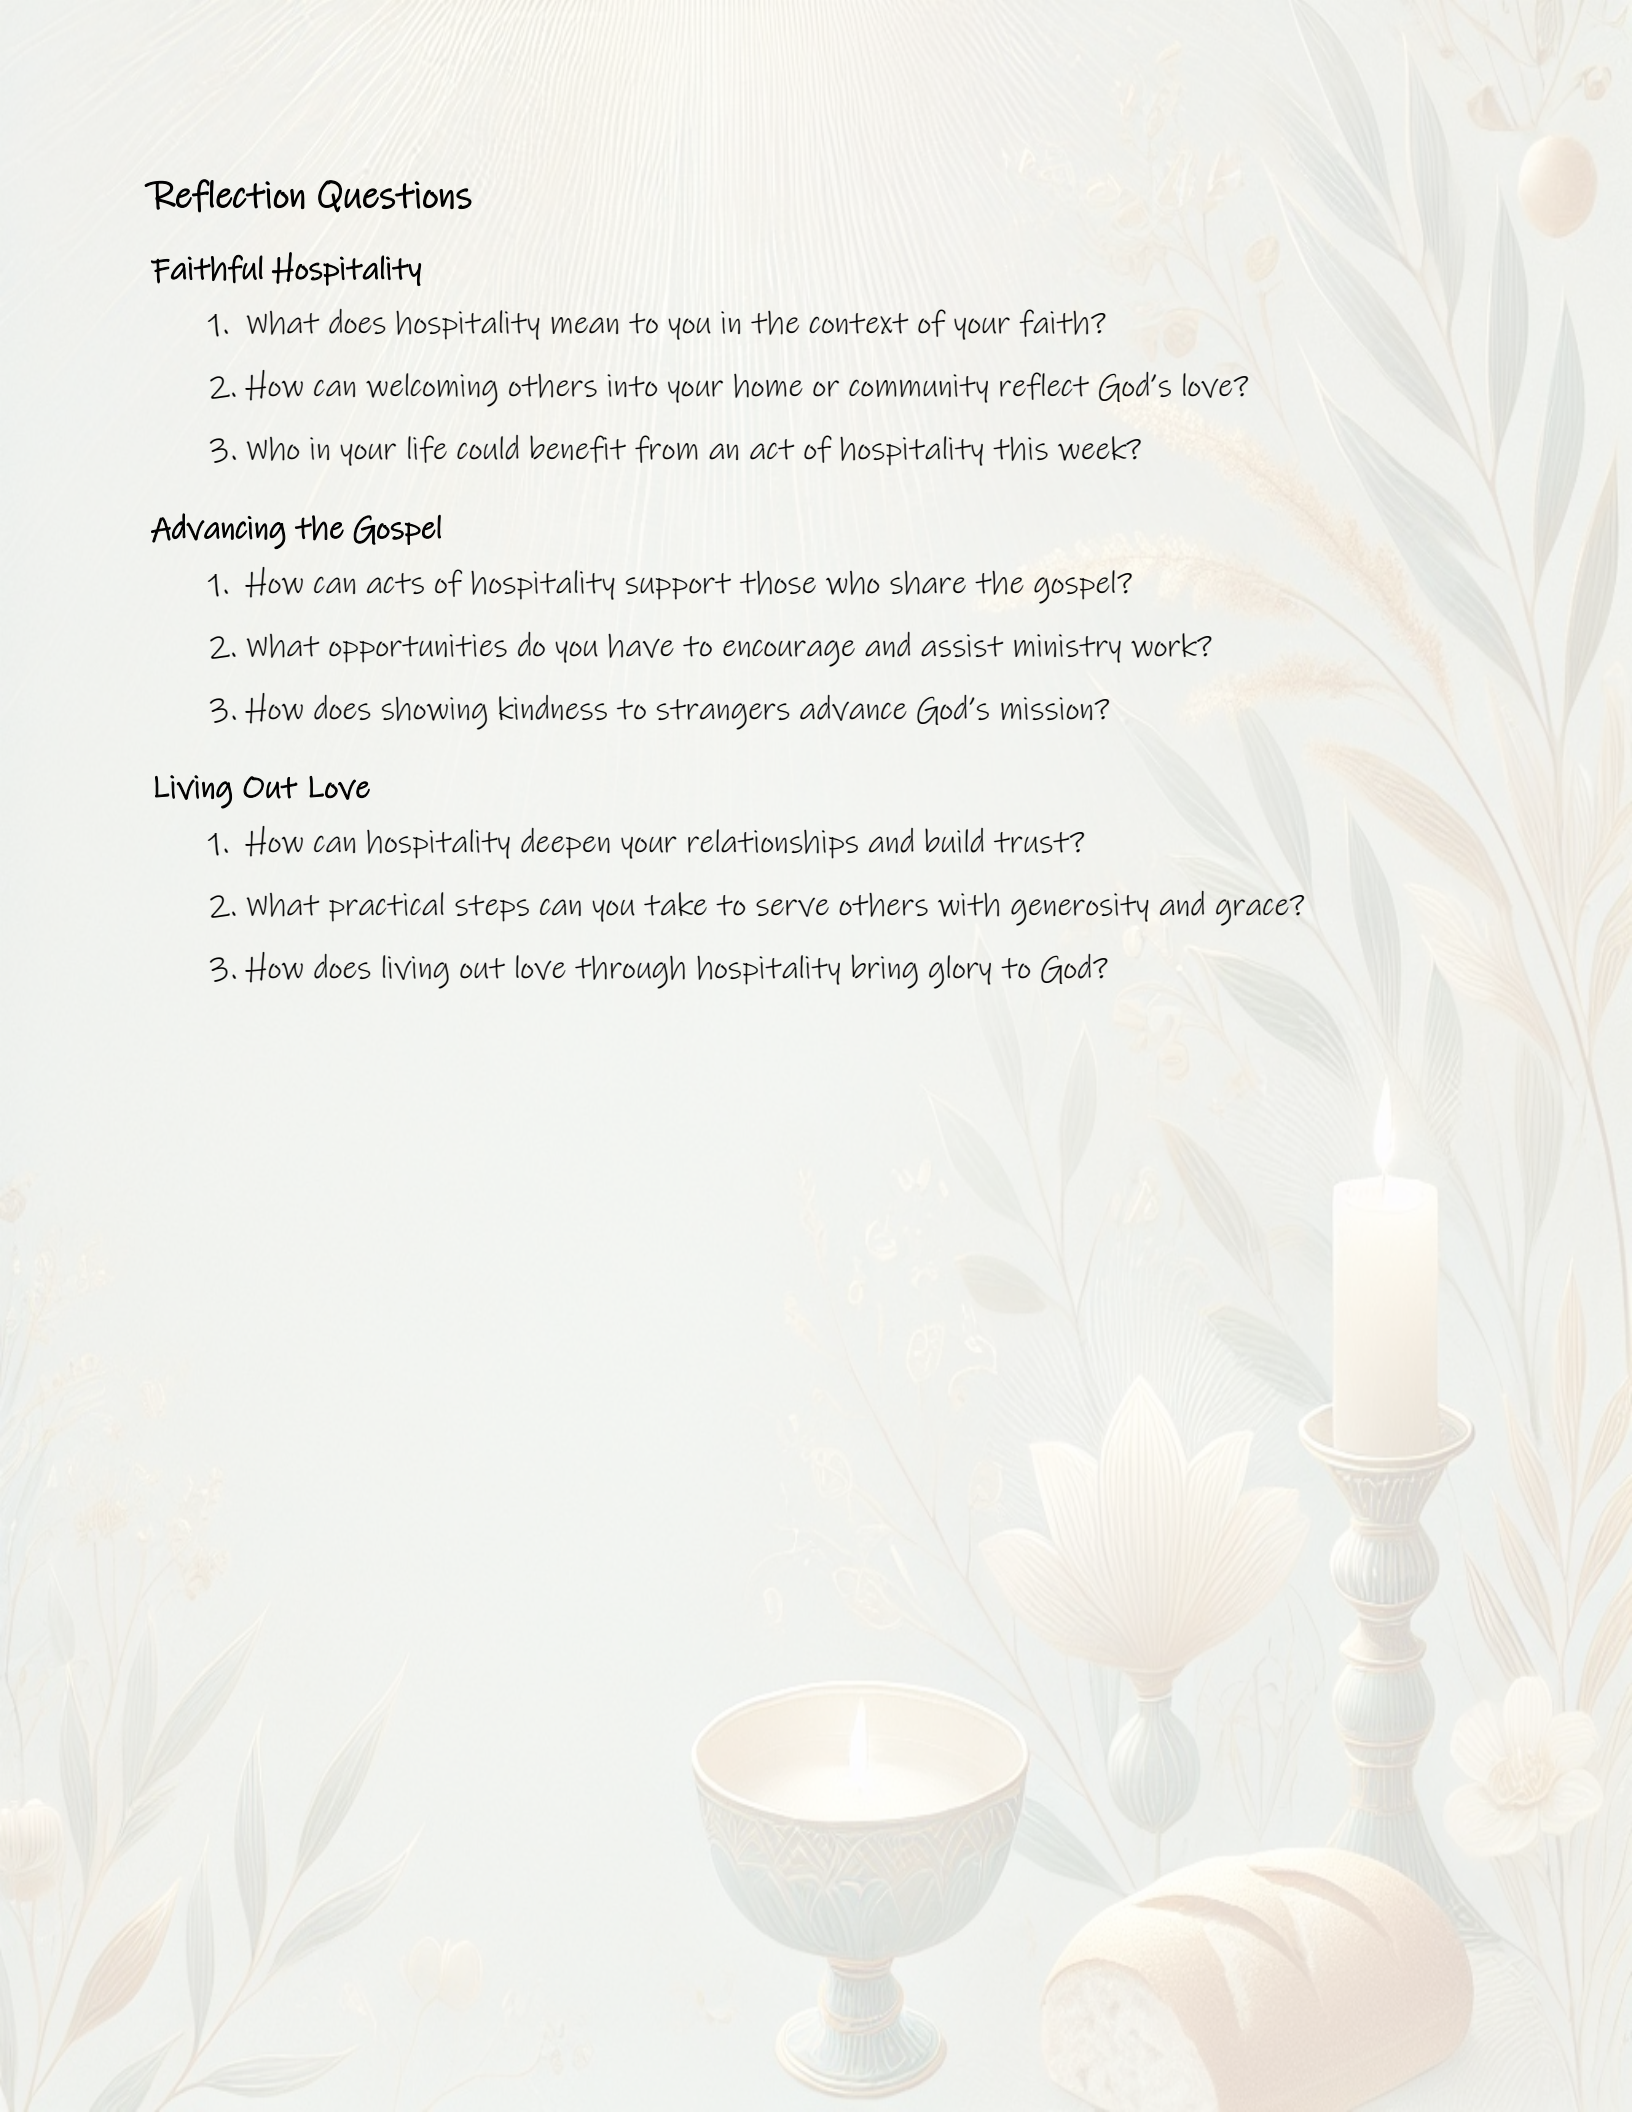 Reflection Questions
Faithful Hospitality
1. What does hospitality mean to you in the context of your faith?
2. How can welcoming others into your home or community reflect God's love?
3. Who in your life could benefit from an act of hospitality this week?
Advancing the Gospel
1. How can acts of hospitality support those who share the gospel?
2. What opportunities do you have to encourage and assist ministry work?
3. How does showing kindness to strangers advance God's mission?
Living Out Love
1. How can hospitality deepen your relationships and build trust?
2. What practical steps can you take to serve others with generosity and grace?
3. How does living out love through hospitality bring glory to God?